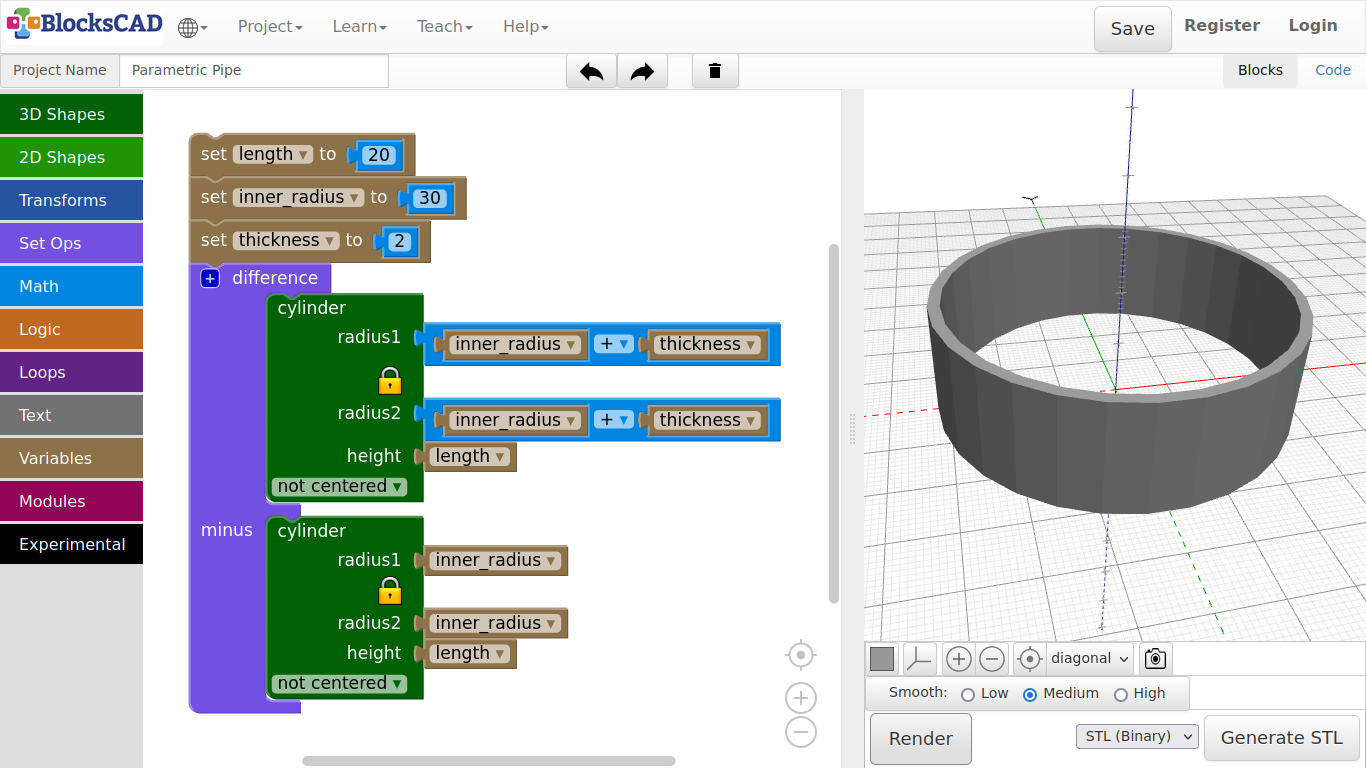 BlocksCAD Project Learn Teach Help Save Register Login
Project Name Parametric Pipe Blocks Code
3D Shapes
2D Shapes
Transforms
Set Ops
Math
Logic
Loops
Text
Variables
Modules
Experimental
set length to 20
set inner_radius to 30
set thickness to 2
+ difference
cylinder
radius1 inner_radius + thickness
radius2 inner_radius + thickness
height length
not centered
minus cylinder
radius1 inner_radius
radius2 inner_radius
height length
not centered
Y
diagonal
Smooth: Low Medium High
Render STL (Binary) Generate STL